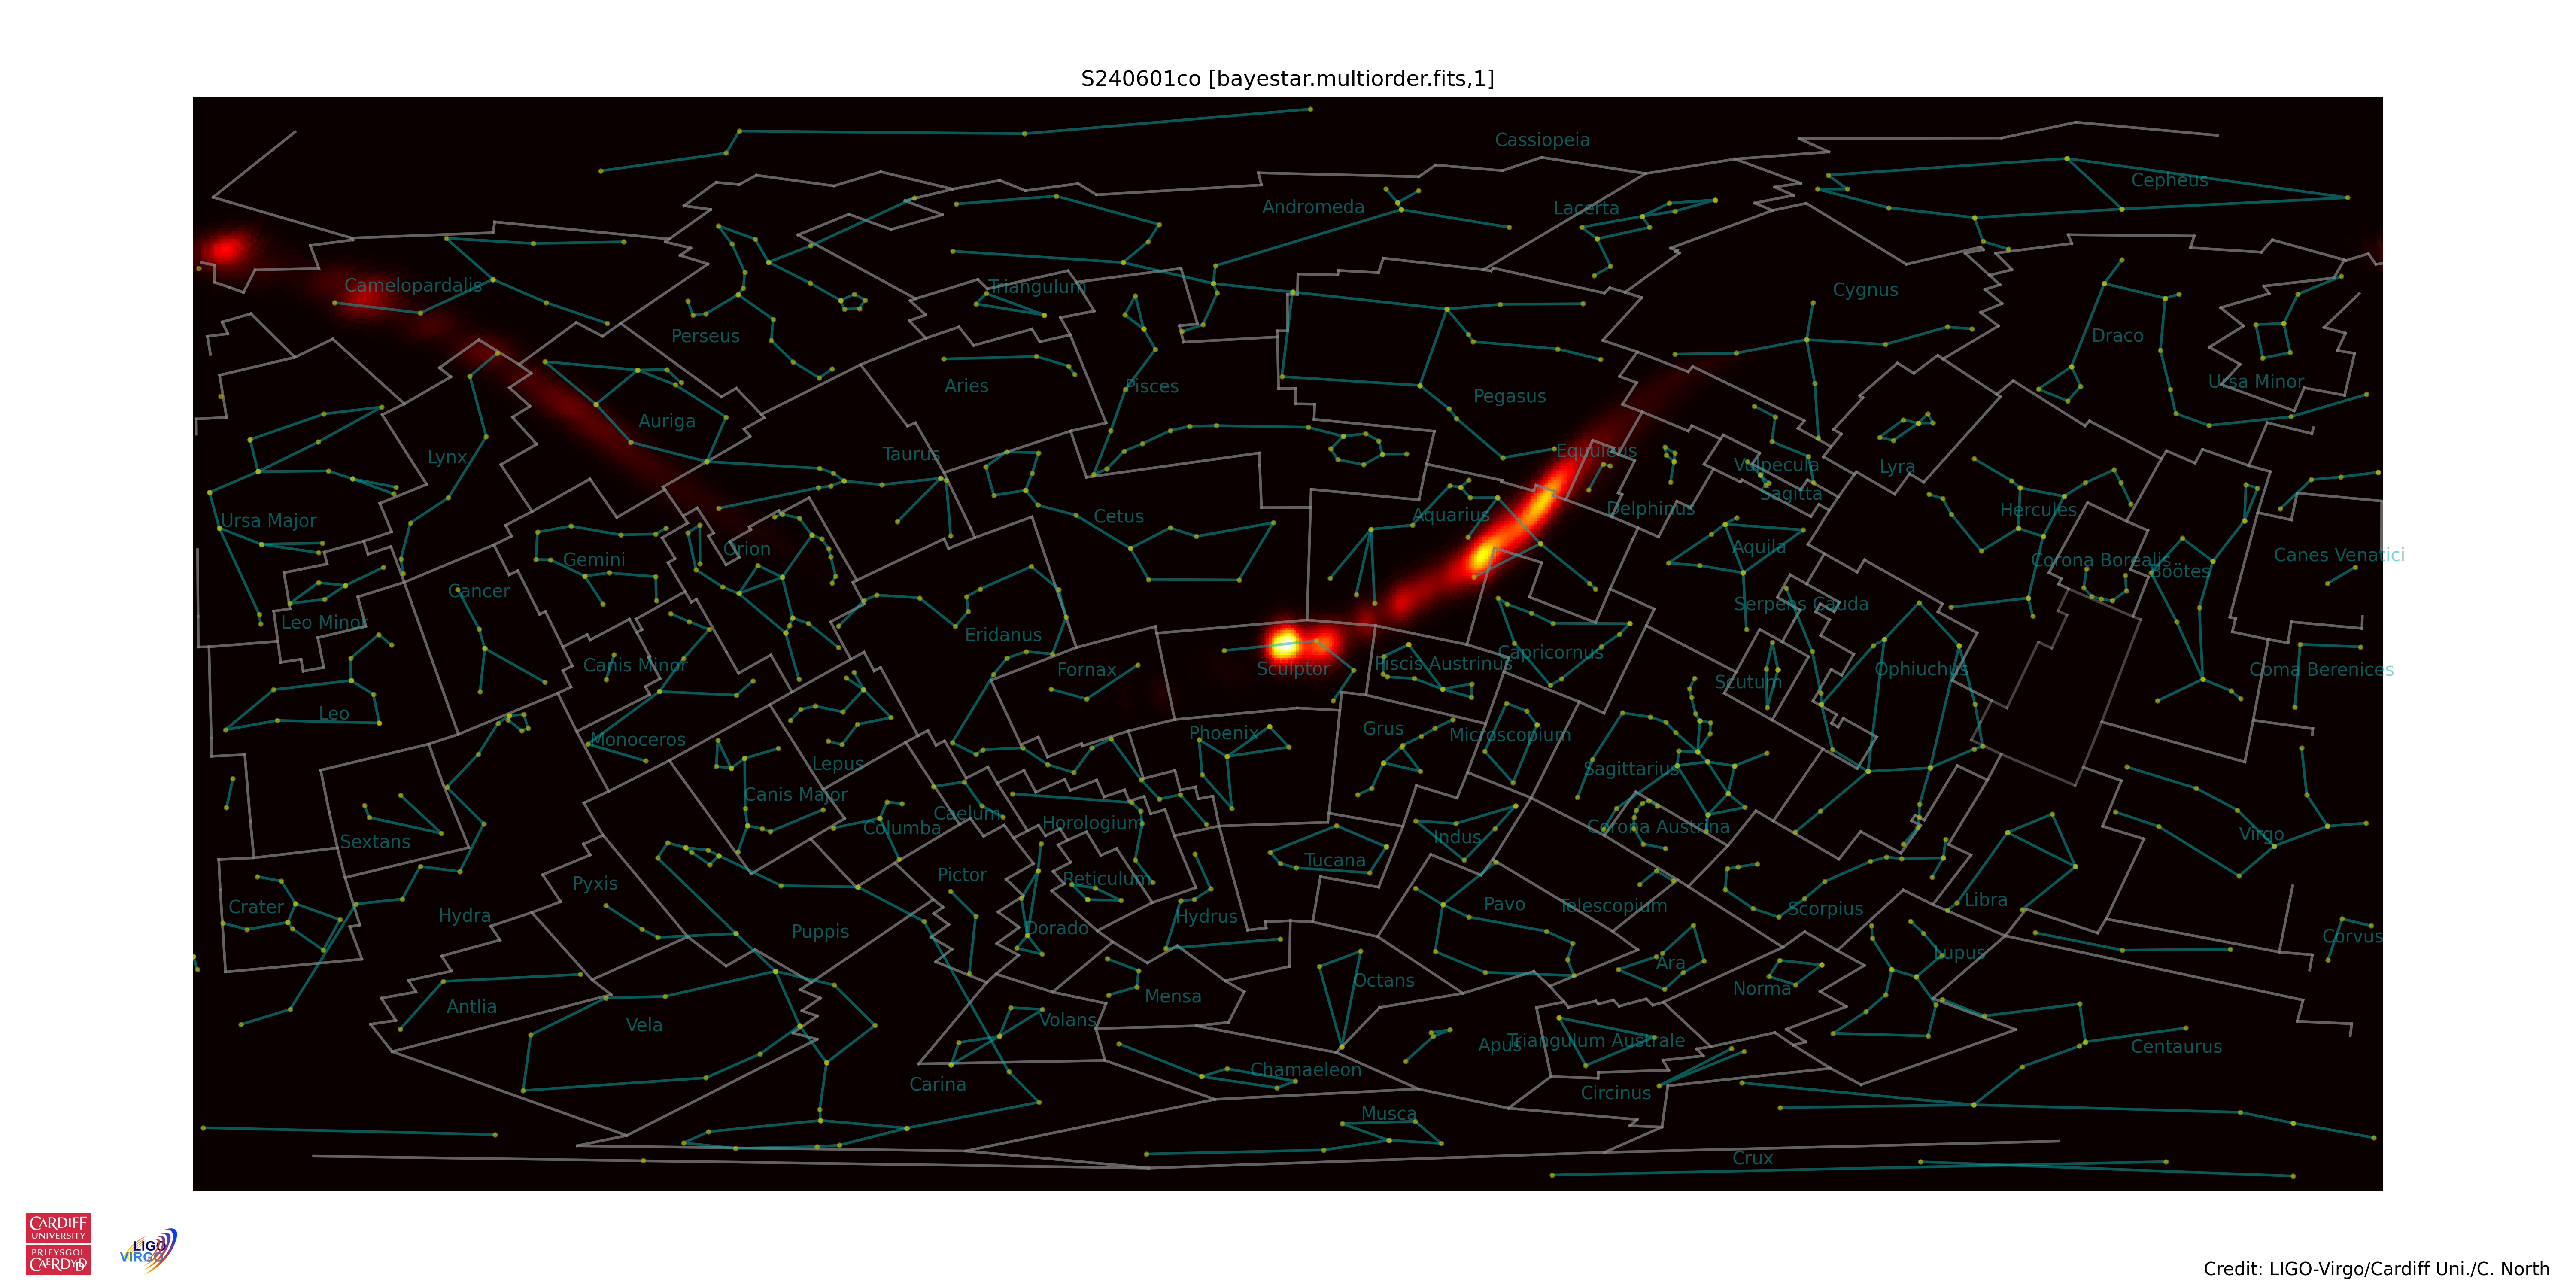 S240601co [bayestar.multiorder.fits,1]
Cassiopeia
Cepheus
Andromeda
Lacerta
Camelopardalis
Triangulum
Cygnus
Perseus
Draco
Aries
Pisces
Pegasus
Ursa Minor
Auriga
Lynx
Taurus
Equuleus
Vulpecula
Lyra
Sagitta
Ursa Major
Cetus
Aquarius
Delphinus
Hercules
Orion
Gemini
Aquila
Corona Borealis
Boötes
Canes Venatici
Cancer
Serpens Cauda
Leo Minor
Eridanus
Canis Minor
Fornax
Sculptor
Piscis Austrinus
Capricornus
Scutum
Ophiuchus
Coma Berenices
Leo
Monoceros
Phoenix
Grus
Microscopium
Lepus
Sagittarius
Canis Major
Caelum
Columba
Horologium
Indus
Corona Austrina
Virgo
Sextans
Tucana
Pictor
Reticulum
Pyxis
Crater
Hydra
Hydrus
Pavo
Telescopium
Scorpius
Libra
Puppis
Dorado
Corvus
Lupus
Ara
Octans
Norma
Mensa
Antlia
Vela
Volans
Apus
Triangulum Australe
Centaurus
Chamaeleon
Carina
Circinus
Musca
Crux
CARDIFF
UNIVERSITY
PRIFYSGOL
CAERDYDD
LIGO
VIRGO
Credit: LIGO-Virgo/Cardiff Uni./C. North